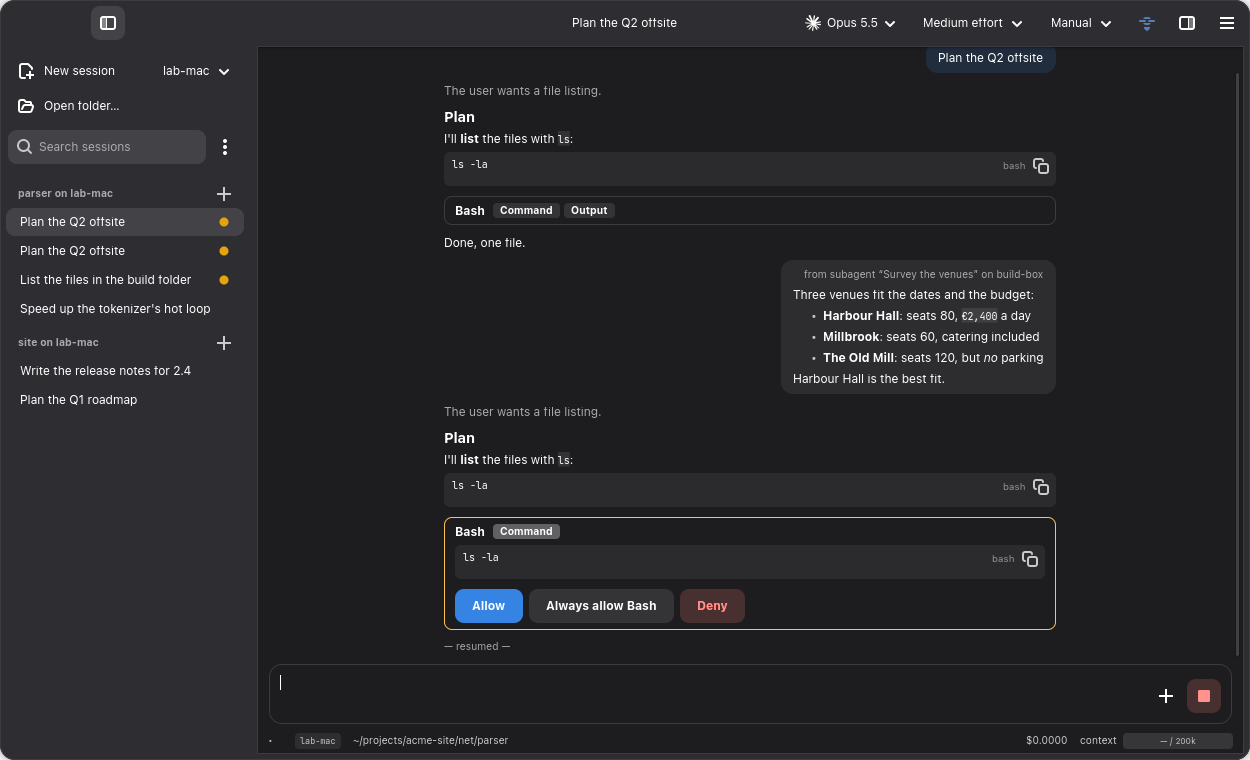 Plan the Q2 offsite
Opus 5.5
Medium effort
Manual
New session
lab-mac
Open folder...
Search sessions
parser on lab-mac
Plan the Q2 offsite
Plan the Q2 offsite
List the files in the build folder
Speed up the tokenizer's hot loop
site on lab-mac
Write the release notes for 2.4
Plan the Q1 roadmap
Plan the Q2 offsite
The user wants a file listing.
Plan
I'll list the files with ls:
ls -la
bash
Bash Command Output
Done, one file.
from subagent “Survey the venues” on build-box
Three venues fit the dates and the budget:
• Harbour Hall: seats 80, €2,400 a day
• Millbrook: seats 60, catering included
• The Old Mill: seats 120, but no parking
Harbour Hall is the best fit.
The user wants a file listing.
Plan
I'll list the files with ls:
ls -la
bash
Bash Command
ls -la
bash
Allow
Always allow Bash
Deny
— resumed —
lab-mac
~/projects/acme-site/net/parser
$0.0000
context
— / 200k